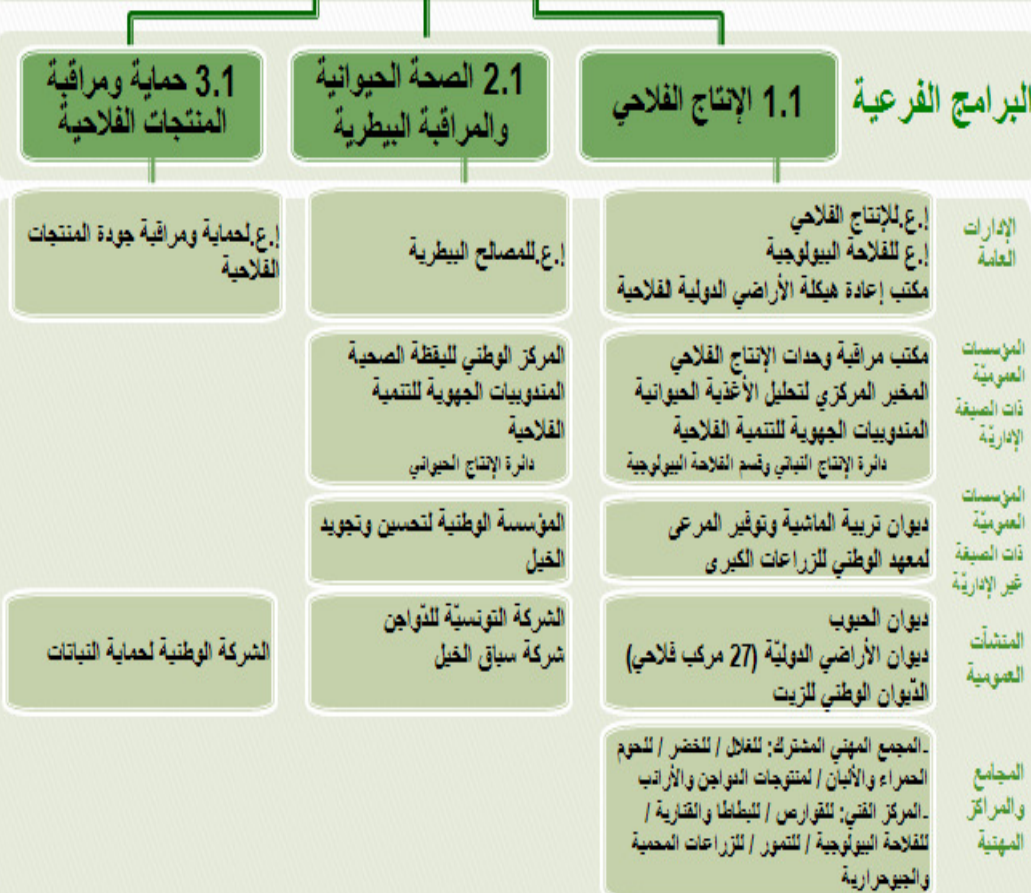 البرامج الفرعية
1.1 الإنتاج الفلاحي
2.1 الصحة الحيوانية
والمراقبة البيطرية
3.1 حماية ومراقبة
المنتجات الفلاحية
الإدارات
العامة
إ.ع.للإنتاج الفلاحي
إ.ع للفلاحة البيولوجية
مكتب إعادة هيكلة الأراضي الدولية الفلاحية
إ.ع.للمصالح البيطرية
إ.ع.لحماية ومراقبة جودة المنتجات
الفلاحية
المؤسسات
العموميّة
ذات الصيغة
الإداريّة
مكتب مراقبة وحدات الإنتاج الفلاحي
المخبر المركزي لتحليل الأغذية الحيوانية
المندوبيات الجهوية للتنمية الفلاحية
دائرة الإنتاج النباتي وقسم الفلاحة البيولوجية
المركز الوطني لليقظة الصحية
المندوبيات الجهوية للتنمية
الفلاحية
دائرة الإنتاج الحيواني
المؤسسات
العموميّة
ذات الصيغة
غير الإداريّة
ديوان تربية الماشية وتوفير المرعى
لمعهد الوطني للزراعات الكبرى
المؤسسة الوطنية لتحسين وتجويد
الخيل
المنشآت
العمومية
ديوان الحبوب
ديوان الأراضي الدوليّة (27 مركب فلاحي)
الدّيوان الوطني للزيت
الشركة التونسيّة للدّواجن
شركة سباق الخيل
الشركة الوطنية لحماية النباتات
المجامع
والمراكز
المهنية
-المجمع المهني المشترك: للغلال / للخضر / للحوم
الحمراء والألبان / لمنتوجات الدواجن والأرانب
-المركز الفني: للقوارص / للبطاطا والقنارية /
للفلاحة البيولوجية / للتمور / للزراعات المحمية
والجيوحرارية